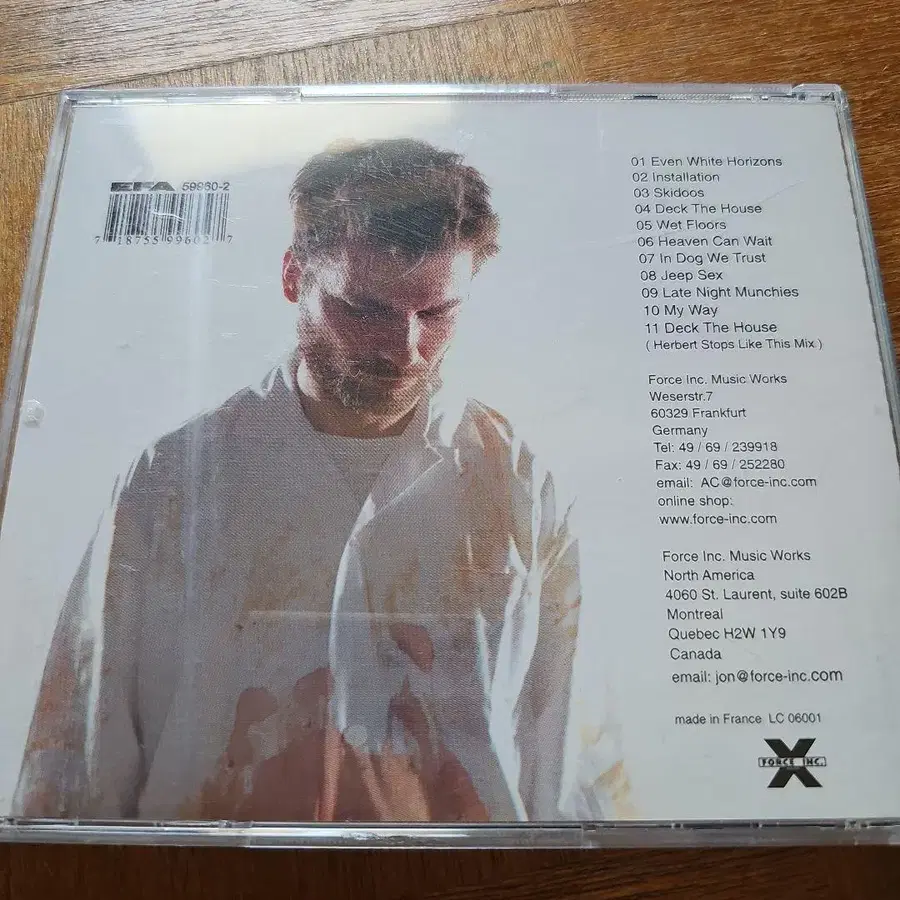 EFA 59960-2
7 18755 99602 7
01 Even White Horizons
02 Installation
03 Skidoos
04 Deck The House
05 Wet Floors
06 Heaven Can Wait
07 In Dog We Trust
08 Jeep Sex
09 Late Night Munchies
10 My Way
11 Deck The House
( Herbert Stops Like This Mix )
Force Inc. Music Works
Weserstr.7
60329 Frankfurt
Germany
Tel: 49 / 69 / 239918
Fax: 49 / 69 / 252280
email: AC@force-inc.com
online shop:
www.force-inc.com
Force Inc. Music Works
North America
4060 St. Laurent, suite 602B
Montreal
Quebec H2W 1Y9
Canada
email: jon@force-inc.com
made in France LC 06001
FORCE INC.